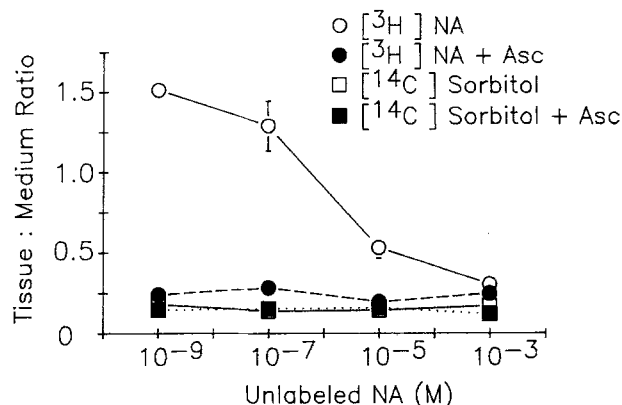 [³H] NA
[³H] NA + Asc
[¹⁴C] Sorbitol
[¹⁴C] Sorbitol + Asc
Tissue : Medium Ratio
1.5
1.0
0.5
0
10⁻⁹ 10⁻⁷ 10⁻⁵ 10⁻³
Unlabeled NA (M)